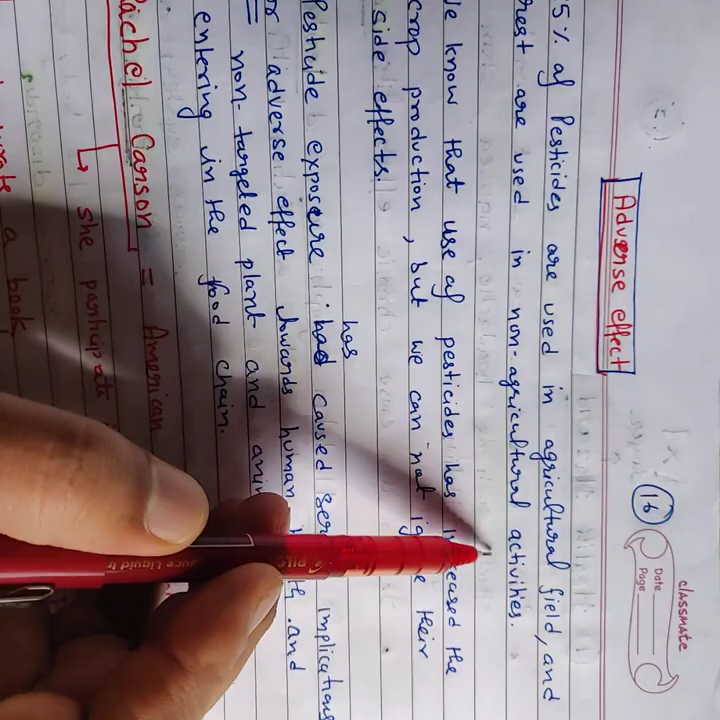 classmate
Date
Page
16
Adverse effect
5% of Pesticides are used in agricultural field, and
rest are used in non-agricultural activities.
We know that use of pesticides has increased the
crop production, but we can not ignore their
side effects.
has
Pesticide exposure has caused implications
or adverse effect towards human health and
non-targeted plant and
entering in the food chain.
Rachel Carson = American
↳ she participate
a book
PILOT